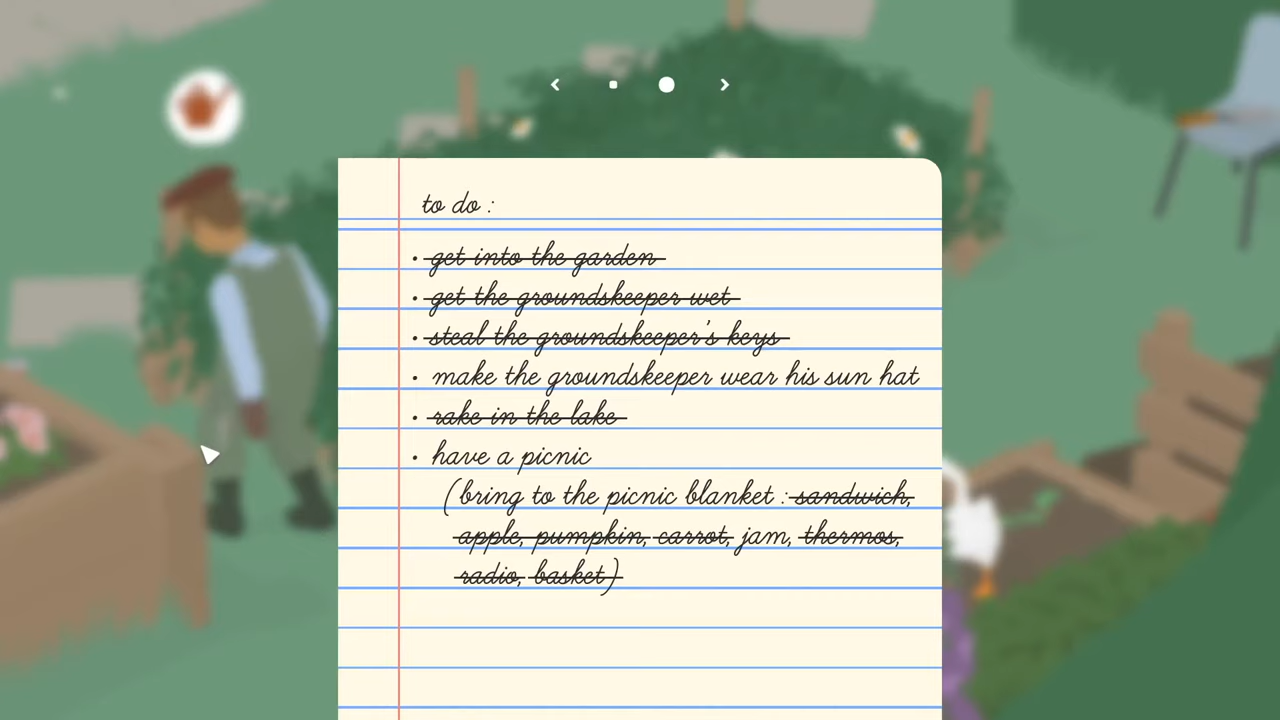 to do :
• get into the garden
• get the groundskeeper wet
• steal the groundskeeper's keys
• make the groundskeeper wear his sun hat
• rake in the lake
• have a picnic
(bring to the picnic blanket : sandwich,
apple, pumpkin, carrot, jam, thermos,
radio, basket)